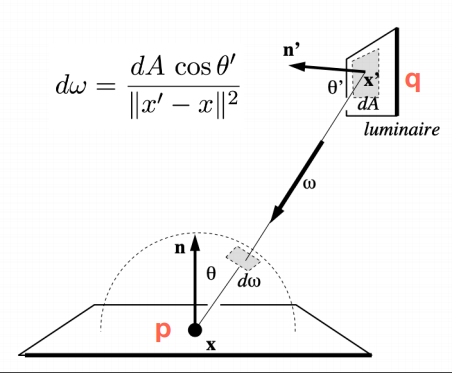 dω = dA cos θ′ / ‖x′ − x‖²
n’
x’
q
θ’
dA
luminaire
ω
n
θ
dω
p
x